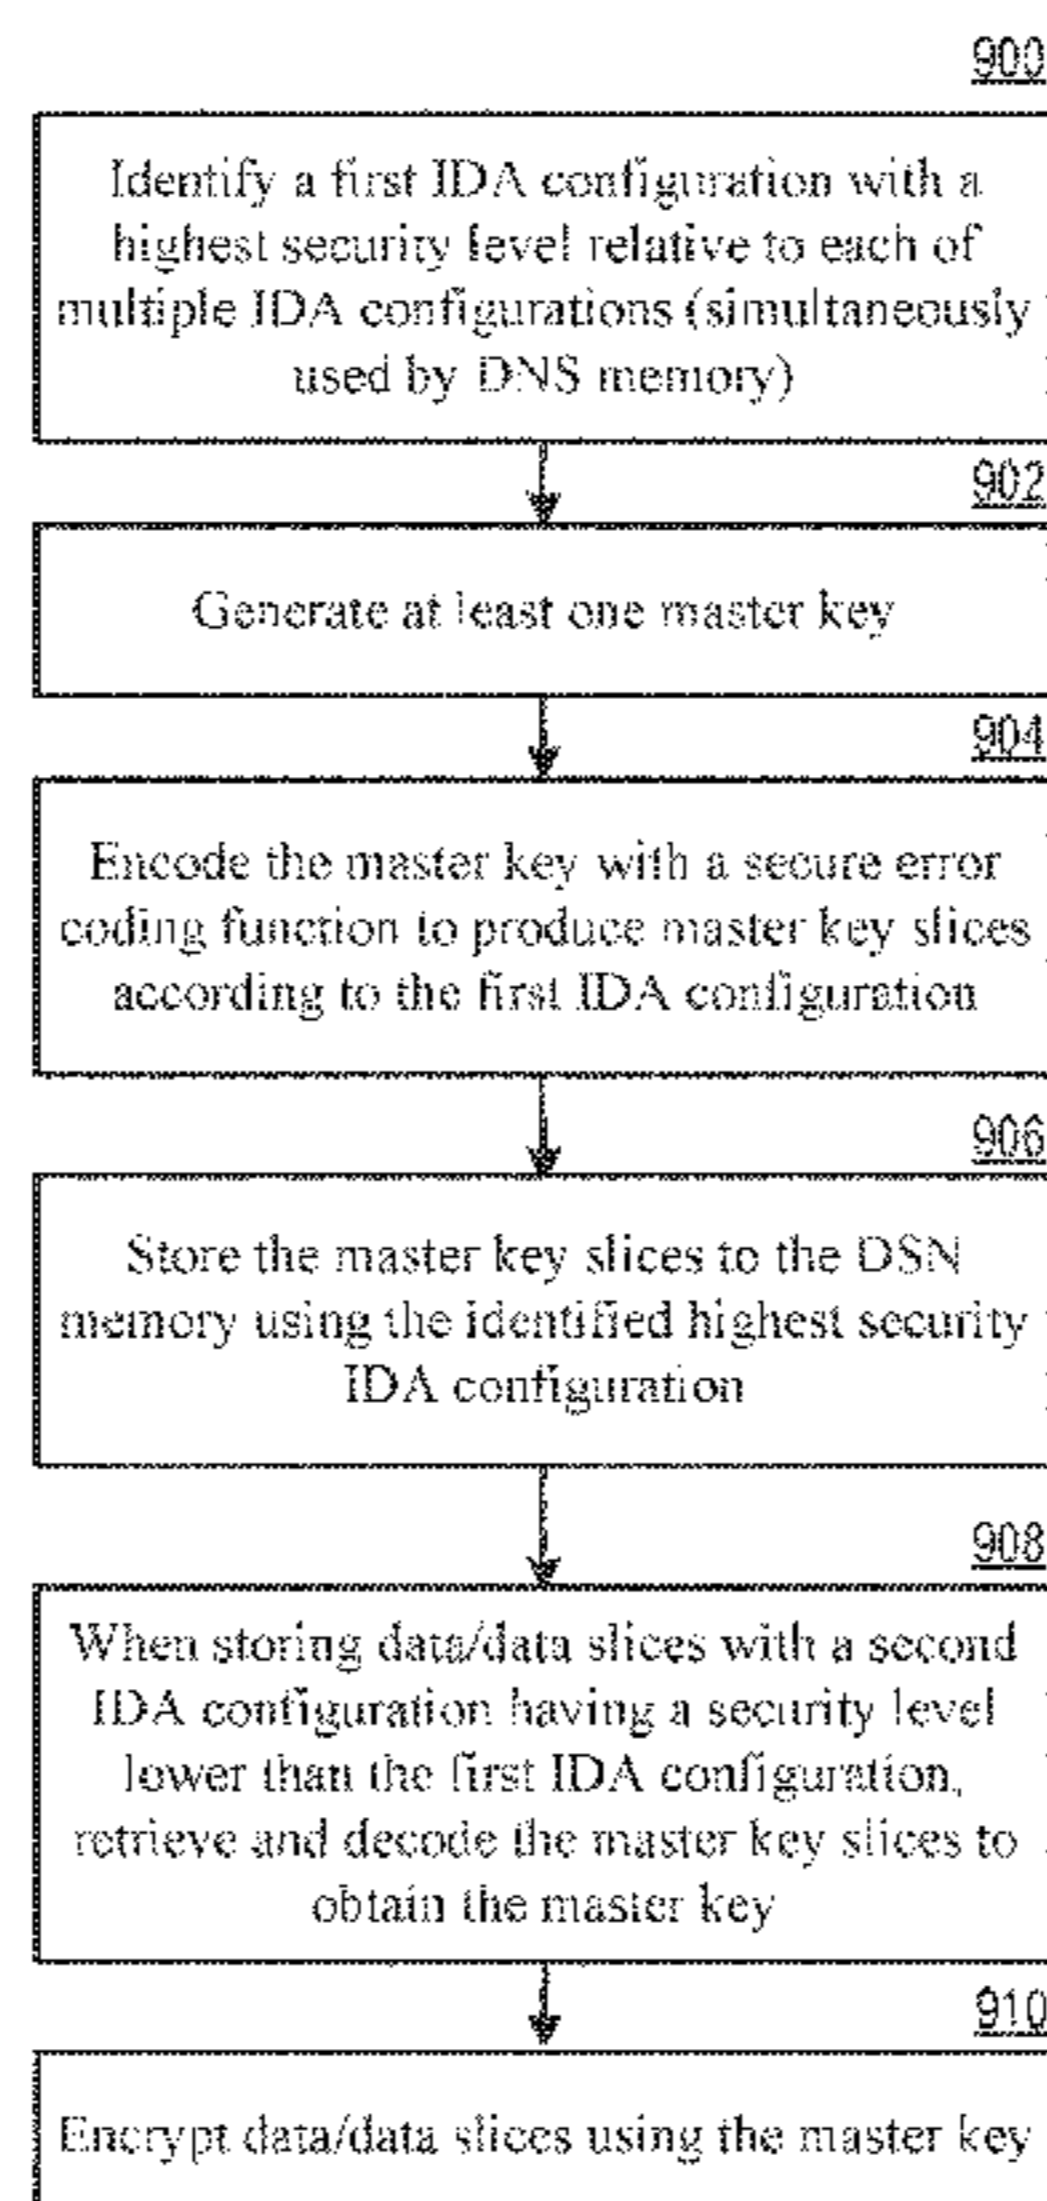 900
Identify a first IDA configuration with a
highest security level relative to each of
multiple IDA configurations (simultaneously
used by DNS memory)
902
Generate at least one master key
904
Encode the master key with a secure error
coding function to produce master key slices
according to the first IDA configuration
906
Store the master key slices to the DSN
memory using the identified highest security
IDA configuration
908
When storing data/data slices with a second
IDA configuration having a security level
lower than the first IDA configuration,
retrieve and decode the master key slices to
obtain the master key
910
Encrypt data/data slices using the master key